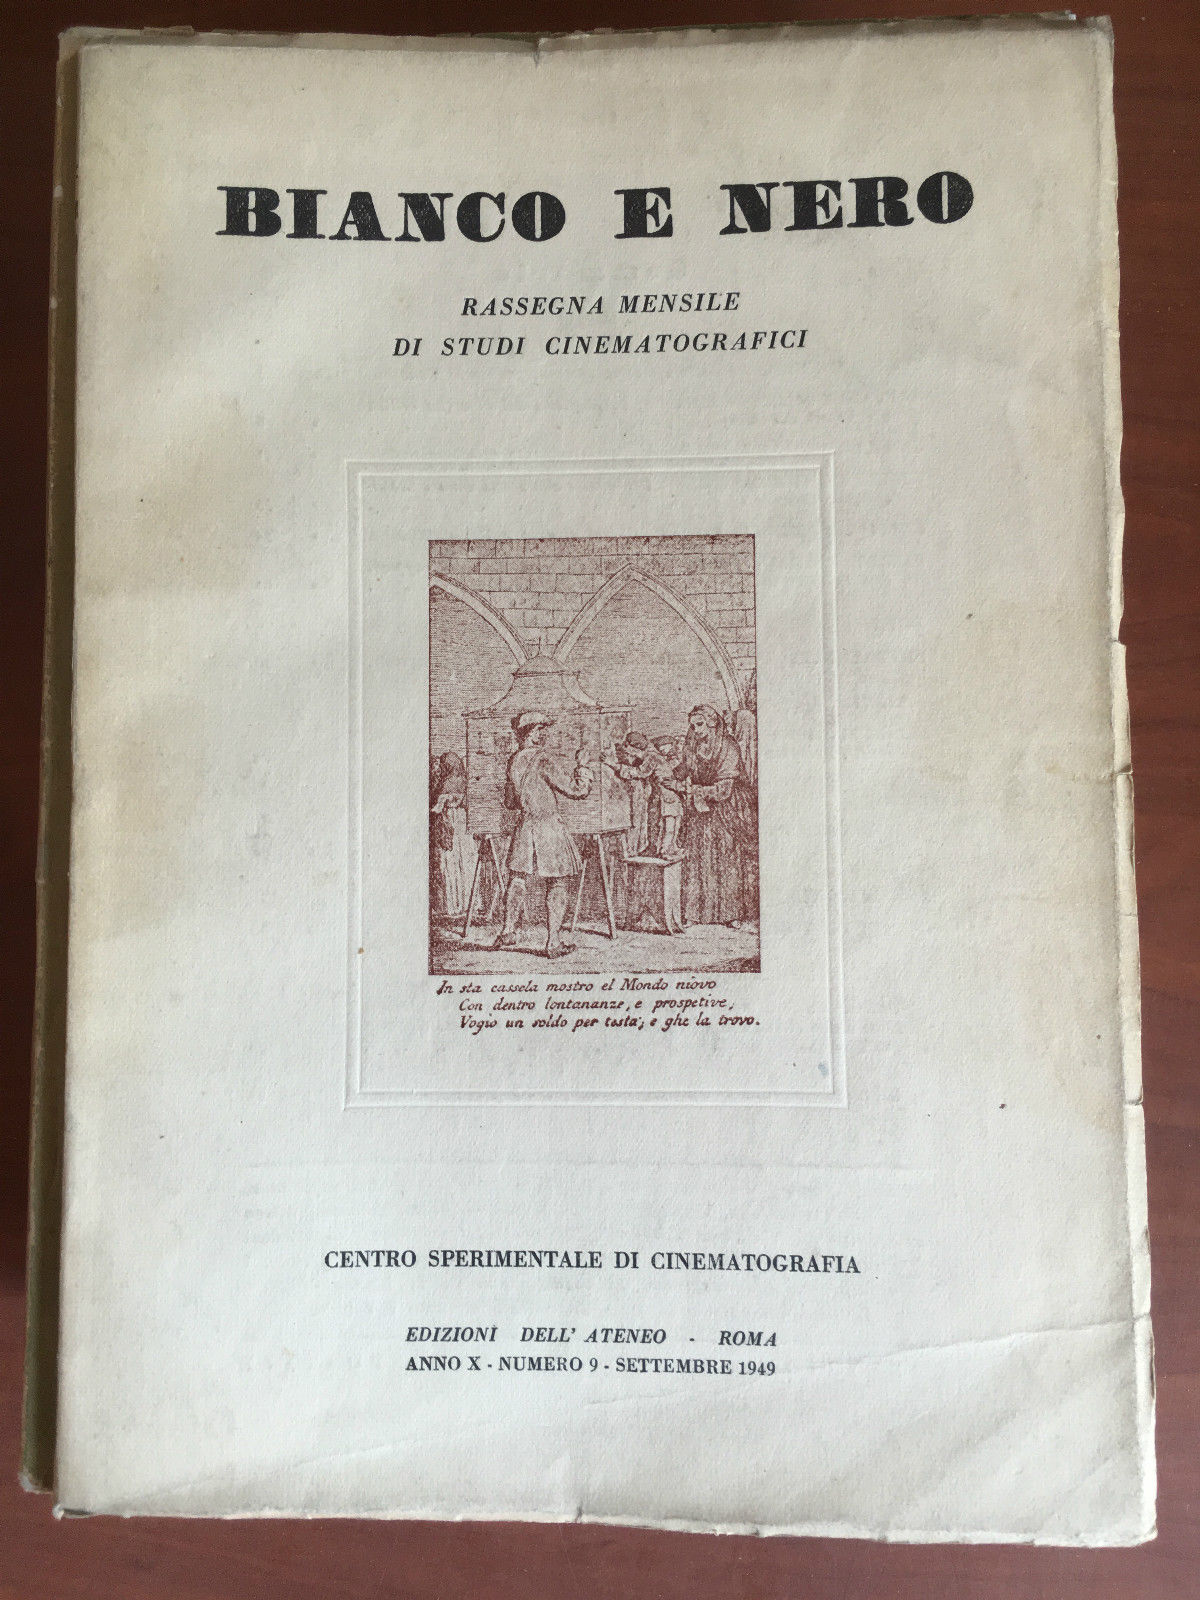 BIANCO E NERO
RASSEGNA MENSILE
DI STUDI CINEMATOGRAFICI
In sta cassela mostro el Mondo niovo
Con dentro lontananze, e prospetive;
Vogio un soldo per testa; e ghe la trovo.
CENTRO SPERIMENTALE DI CINEMATOGRAFIA
EDIZIONI DELL' ATENEO - ROMA
ANNO X - NUMERO 9 - SETTEMBRE 1949